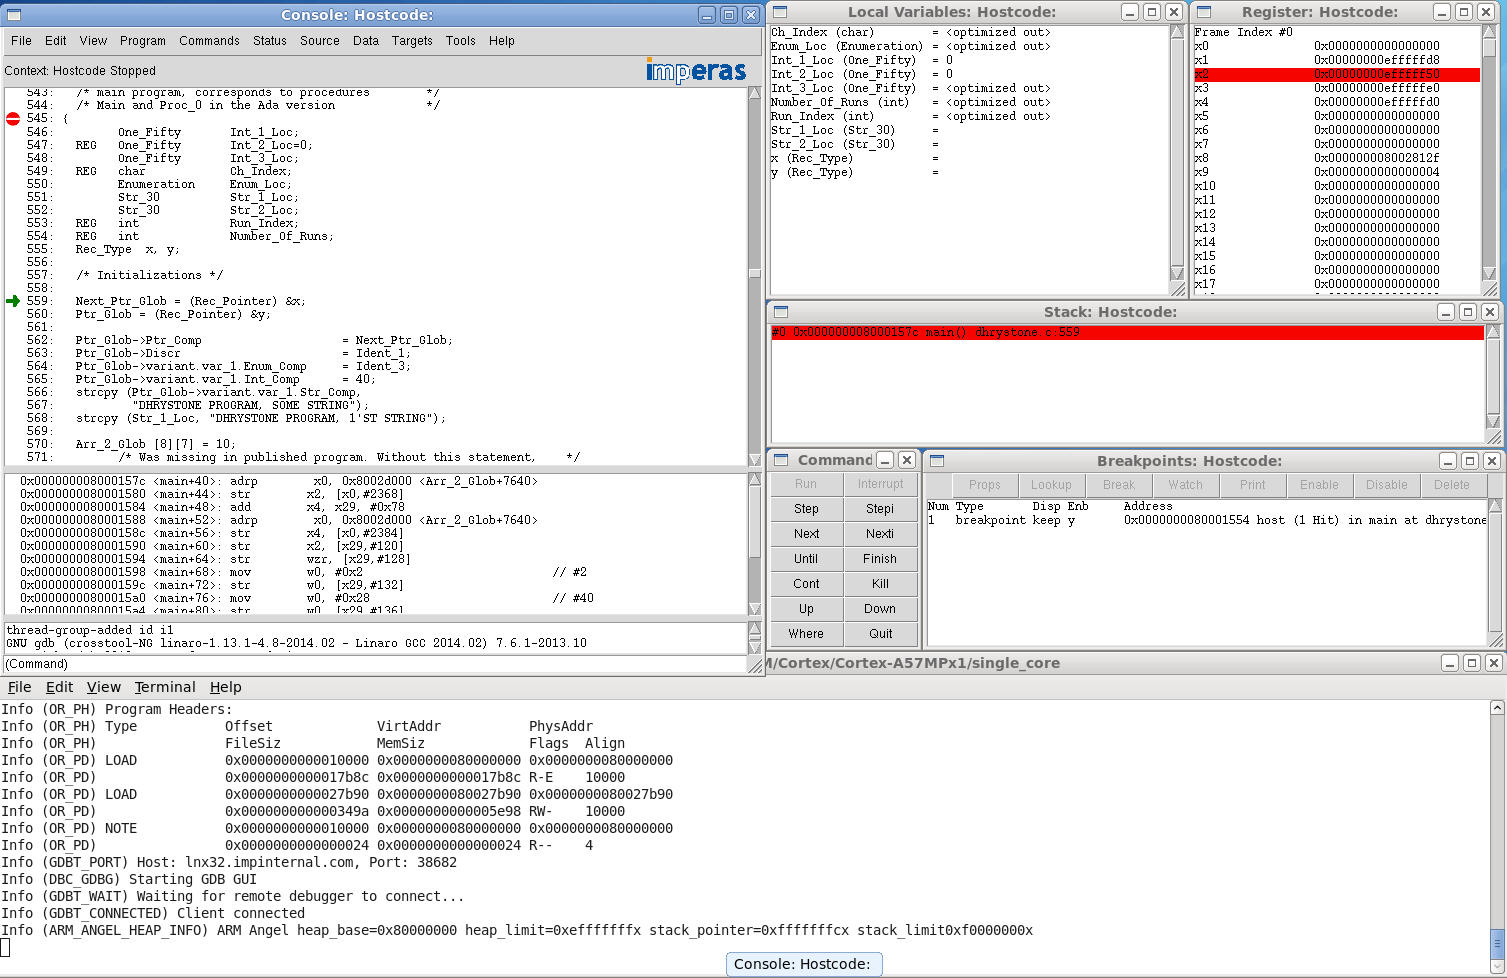 Console: Hostcode:
File Edit View Program Commands Status Source Data Targets Tools Help
Context: Hostcode Stopped
imperas
543: /* main program, corresponds to procedures */
544: /* Main and Proc_0 in the Ada version */
545: {
546: One_Fifty Int_1_Loc;
547: REG One_Fifty Int_2_Loc=0;
548: One_Fifty Int_3_Loc;
549: REG char Ch_Index;
550: Enumeration Enum_Loc;
551: Str_30 Str_1_Loc;
552: Str_30 Str_2_Loc;
553: REG int Run_Index;
554: REG int Number_Of_Runs;
555: Rec_Type x, y;
556:
557: /* Initializations */
558:
559: Next_Ptr_Glob = (Rec_Pointer) &x;
560: Ptr_Glob = (Rec_Pointer) &y;
561:
562: Ptr_Glob->Ptr_Comp = Next_Ptr_Glob;
563: Ptr_Glob->Discr = Ident_1;
564: Ptr_Glob->variant.var_1.Enum_Comp = Ident_3;
565: Ptr_Glob->variant.var_1.Int_Comp = 40;
566: strcpy (Ptr_Glob->variant.var_1.Str_Comp,
567: "DHRYSTONE PROGRAM, SOME STRING");
568: strcpy (Str_1_Loc, "DHRYSTONE PROGRAM, 1'ST STRING");
569:
570: Arr_2_Glob [8][7] = 10;
571: /* Was missing in published program. Without this statement, */
0x000000008000157c <main+40>: adrp x0, 0x8002d000 <Arr_2_Glob+7640>
0x0000000080001580 <main+44>: str x2, [x0,#2368]
0x0000000080001584 <main+48>: add x4, x29, #0x78
0x0000000080001588 <main+52>: adrp x0, 0x8002d000 <Arr_2_Glob+7640>
0x000000008000158c <main+56>: str x4, [x0,#2384]
0x0000000080001590 <main+60>: str x2, [x29,#120]
0x0000000080001594 <main+64>: str wzr, [x29,#128]
0x0000000080001598 <main+68>: mov w0, #0x2 // #2
0x000000008000159c <main+72>: str w0, [x29,#132]
0x00000000800015a0 <main+76>: mov w0, #0x28 // #40
0x00000000800015a4 <main+80>: str w0, [x29,#136]
thread-group-added id i1
GNU gdb (crosstool-NG linaro-1.13.1-4.8-2014.02 - Linaro GCC 2014.02) 7.6.1-2013.10
(Command)
Local Variables: Hostcode:
Ch_Index (char) = <optimized out>
Enum_Loc (Enumeration) = <optimized out>
Int_1_Loc (One_Fifty) = 0
Int_2_Loc (One_Fifty) = 0
Int_3_Loc (One_Fifty) = <optimized out>
Number_Of_Runs (int) = <optimized out>
Run_Index (int) = <optimized out>
Str_1_Loc (Str_30) =
Str_2_Loc (Str_30) =
x (Rec_Type) =
y (Rec_Type) =
Register: Hostcode:
Frame Index #0
x0 0x0000000000000000
x1 0x00000000efffffd8
x2 0x00000000efffff50
x3 0x00000000efffffe0
x4 0x00000000efffffd0
x5 0x0000000000000000
x6 0x0000000000000000
x7 0x0000000000000000
x8 0x000000008002812f
x9 0x0000000000000004
x10 0x0000000000000000
x11 0x0000000000000000
x12 0x0000000000000000
x13 0x0000000000000000
x14 0x0000000000000000
x15 0x0000000000000000
x16 0x0000000000000000
x17 0x0000000000000000
Stack: Hostcode:
#0 0x000000008000157c main() dhrystone.c 559
Command
Run Interrupt
Step Stepi
Next Nexti
Until Finish
Cont Kill
Up Down
Where Quit
Breakpoints: Hostcode:
Props Lookup Break Watch Print Enable Disable Delete
Num Type Disp Enb Address
1 breakpoint keep y 0x0000000080001554 host (1 Hit) in main at dhrystone
M/Cortex/Cortex-A57MPx1/single_core
File Edit View Terminal Help
Info (OR_PH) Program Headers:
Info (OR_PH) Type Offset VirtAddr PhysAddr
Info (OR_PH) FileSiz MemSiz Flags Align
Info (OR_PD) LOAD 0x0000000000010000 0x0000000080000000 0x0000000080000000
Info (OR_PD) 0x0000000000017b8c 0x0000000000017b8c R-E 10000
Info (OR_PD) LOAD 0x0000000000027b90 0x0000000080027b90 0x0000000080027b90
Info (OR_PD) 0x000000000000349a 0x0000000000005e98 RW- 10000
Info (OR_PD) NOTE 0x0000000000010000 0x0000000080000000 0x0000000080000000
Info (OR_PD) 0x0000000000000024 0x0000000000000024 R-- 4
Info (GDBT_PORT) Host: lnx32.impinternal.com, Port: 38682
Info (DBC_GDBG) Starting GDB GUI
Info (GDBT_WAIT) Waiting for remote debugger to connect...
Info (GDBT_CONNECTED) Client connected
Info (ARM_ANGEL_HEAP_INFO) ARM Angel heap_base=0x80000000 heap_limit=0xefffffffx stack_pointer=0xfffffffcx stack_limit0xf0000000x
Console: Hostcode: